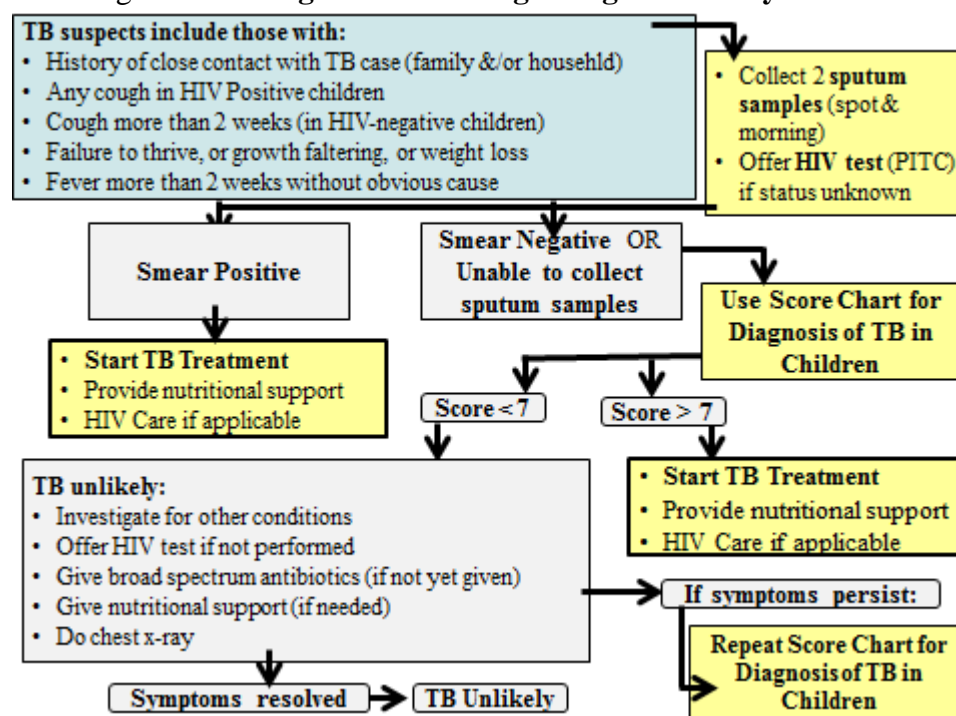 TB suspects include those with:
• History of close contact with TB case (family &/or househld)
• Any cough in HIV Positive children
• Cough more than 2 weeks (in HIV-negative children)
• Failure to thrive, or growth faltering, or weight loss
• Fever more than 2 weeks without obvious cause
• Collect 2 sputum
samples (spot &
morning)
• Offer HIV test (PITC)
if status unknown
Smear Positive
Smear Negative OR
Unable to collect
sputum samples
Use Score Chart for
Diagnosis of TB in
Children
• Start TB Treatment
• Provide nutritional support
• HIV Care if applicable
Score < 7
Score > 7
• Start TB Treatment
• Provide nutritional support
• HIV Care if applicable
TB unlikely:
• Investigate for other conditions
• Offer HIV test if not performed
• Give broad spectrum antibiotics (if not yet given)
• Give nutritional support (if needed)
• Do chest x-ray
If symptoms persist:
Repeat Score Chart for
Diagnosis of TB in
Children
Symptoms resolved
TB Unlikely